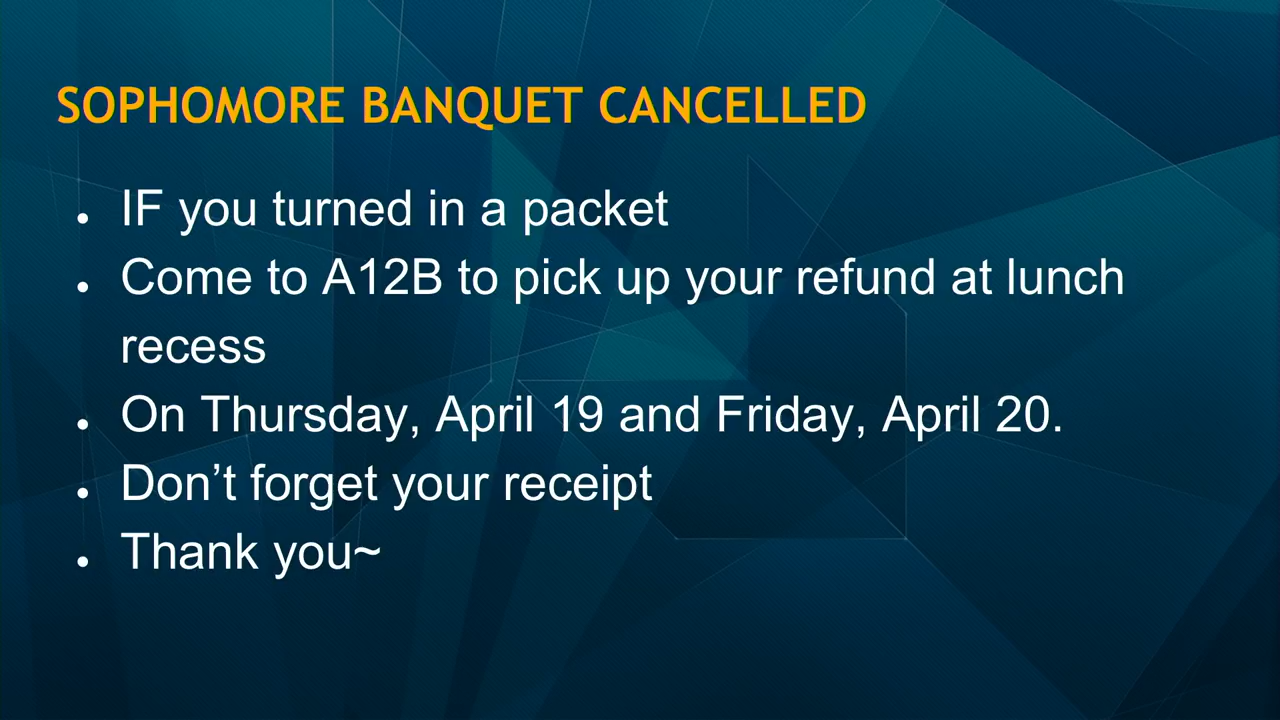 SOPHOMORE BANQUET CANCELLED
• IF you turned in a packet
• Come to A12B to pick up your refund at lunch
recess
• On Thursday, April 19 and Friday, April 20.
• Don’t forget your receipt
• Thank you~